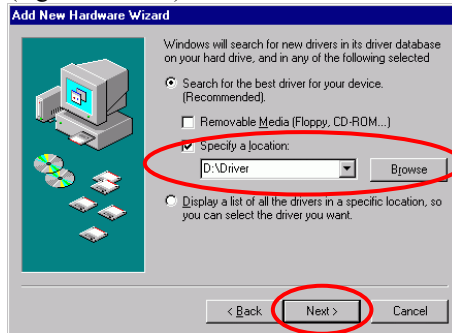 Add New Hardware Wizard
Windows will search for new drivers in its driver database
on your hard drive, and in any of the following selected
Search for the best driver for your device.
(Recommended).
Removable Media (Floppy, CD-ROM...)
Specify a location:
D:\Driver
Browse
Display a list of all the drivers in a specific location, so
you can select the driver you want.
< Back
Next >
Cancel